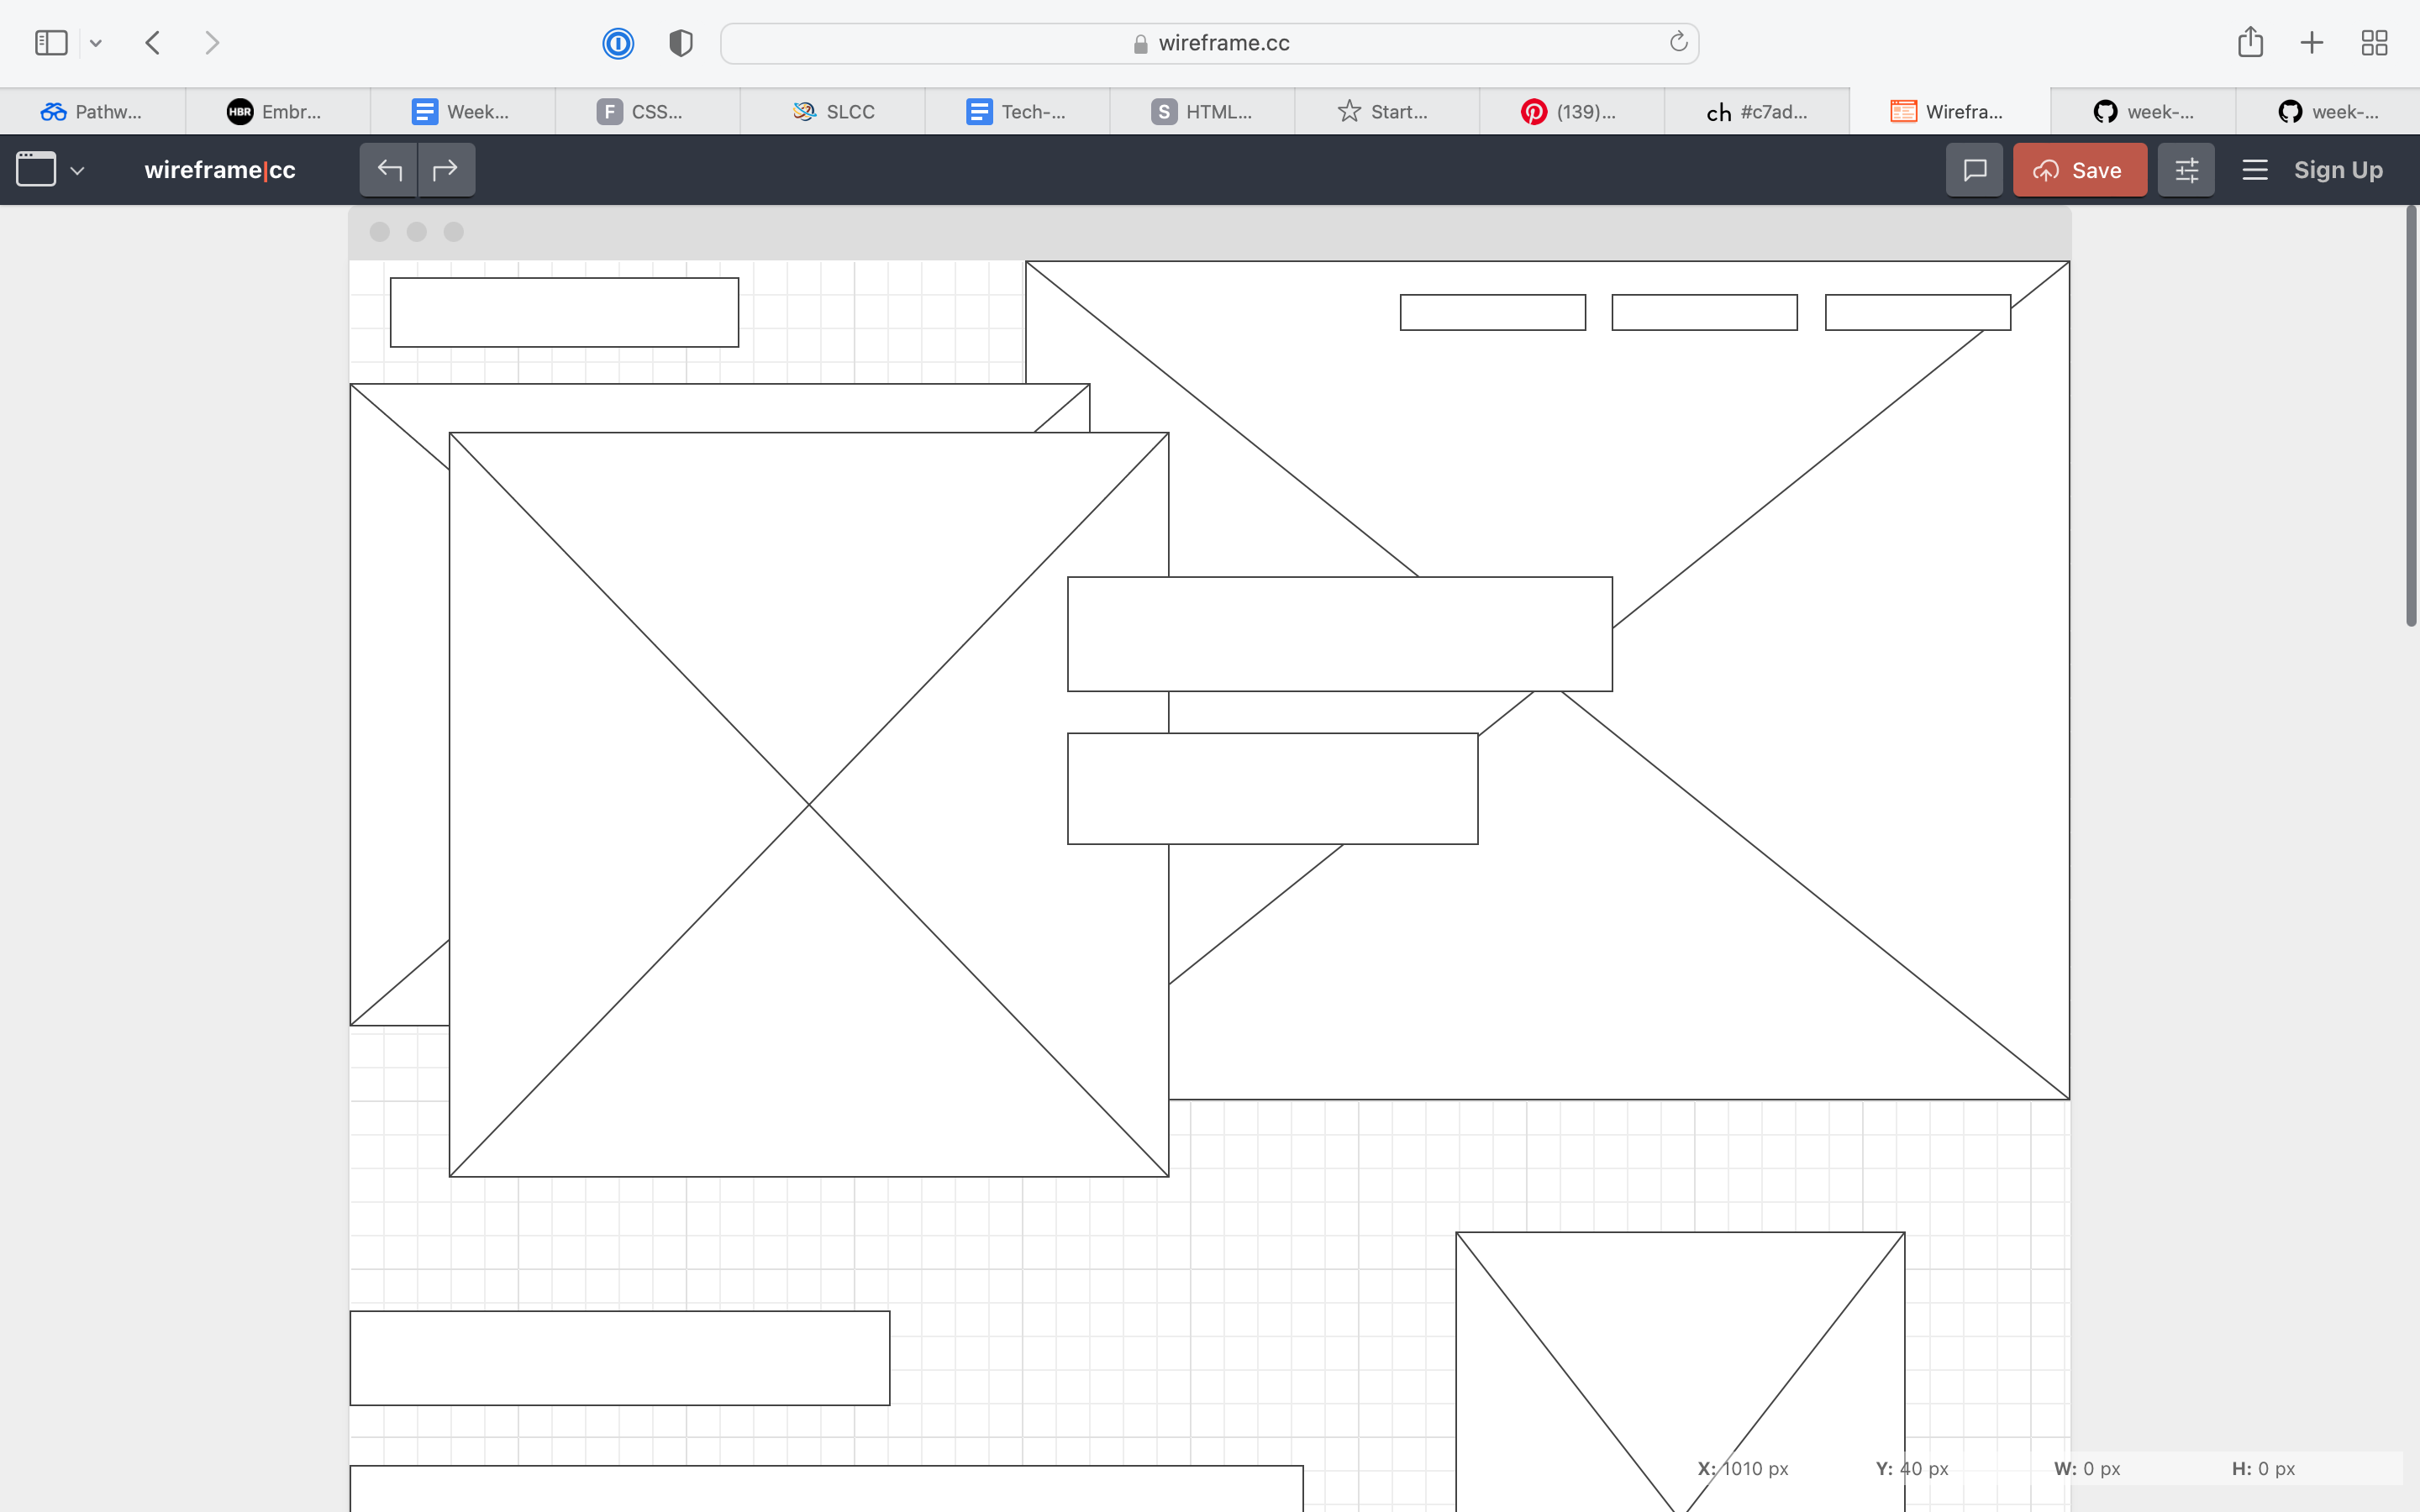 wireframe.cc
Pathw... HBR Embr... Week... F CSS... SLCC Tech-... S HTML... Start... (139)... ch #c7ad... Wirefra... week-... week-...
wireframe|cc Save Sign Up
X: 1010 px Y: 40 px W: 0 px H: 0 px